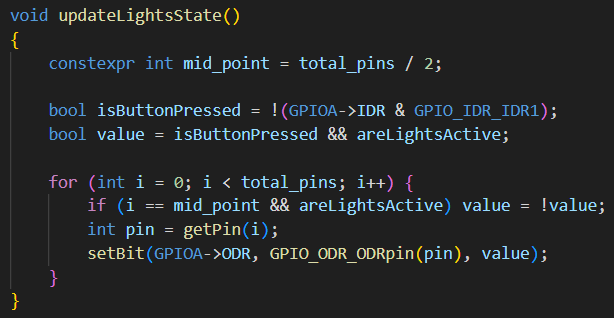 void updateLightsState()
{
    constexpr int mid_point = total_pins / 2;

    bool isButtonPressed = !(GPIOA->IDR & GPIO_IDR_IDR1);
    bool value = isButtonPressed && areLightsActive;

    for (int i = 0; i < total_pins; i++) {
        if (i == mid_point && areLightsActive) value = !value;
        int pin = getPin(i);
        setBit(GPIOA->ODR, GPIO_ODR_ODRpin(pin), value);
    }
}